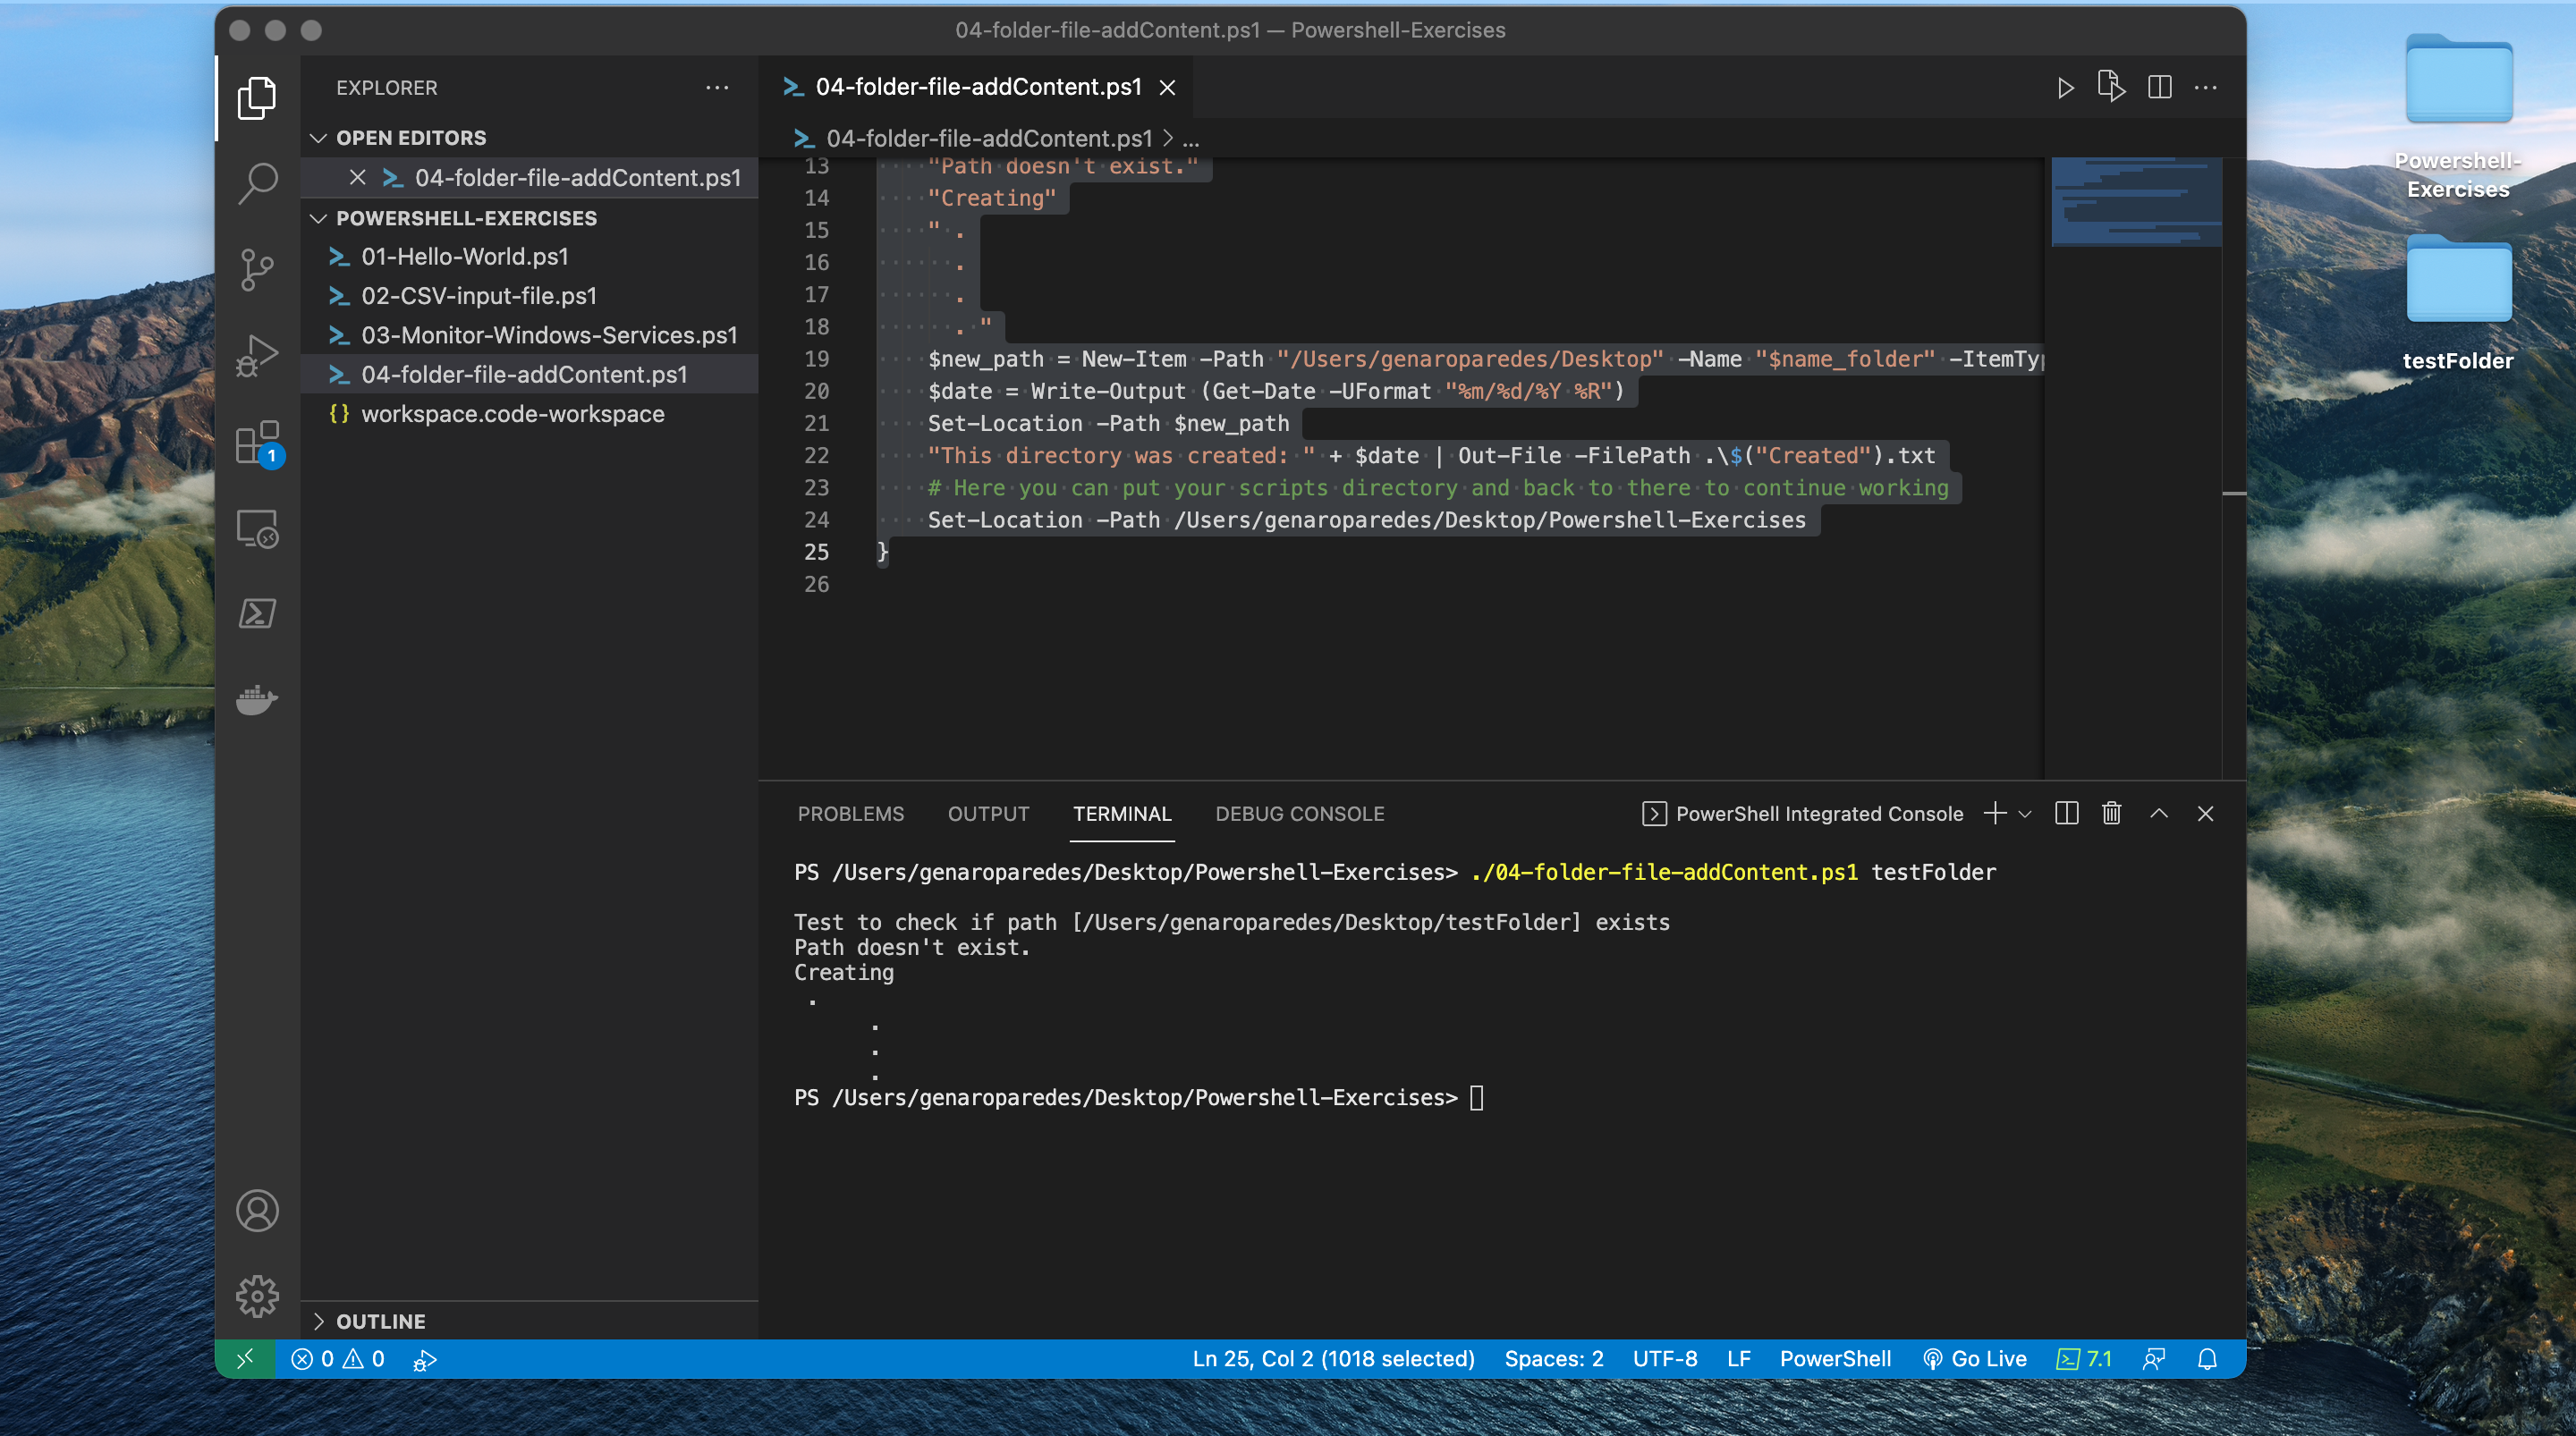 04-folder-file-addContent.ps1 — Powershell-Exercises
EXPLORER
OPEN EDITORS
04-folder-file-addContent.ps1
POWERSHELL-EXERCISES
01-Hello-World.ps1
02-CSV-input-file.ps1
03-Monitor-Windows-Services.ps1
04-folder-file-addContent.ps1
workspace.code-workspace
1
OUTLINE
04-folder-file-addContent.ps1
04-folder-file-addContent.ps1 > ...
13 "Path doesn't exist."
14 "Creating"
15 " .
16 .
17 .
18 . "
19 $new_path = New-Item -Path "/Users/genaroparedes/Desktop" -Name "$name_folder" -ItemTyp
20 $date = Write-Output (Get-Date -UFormat "%m/%d/%Y %R")
21 Set-Location -Path $new_path
22 "This directory was created: " + $date | Out-File -FilePath .\$("Created").txt
23 # Here you can put your scripts directory and back to there to continue working
24 Set-Location -Path /Users/genaroparedes/Desktop/Powershell-Exercises
25 }
26
PROBLEMS OUTPUT TERMINAL DEBUG CONSOLE PowerShell Integrated Console
PS /Users/genaroparedes/Desktop/Powershell-Exercises> ./04-folder-file-addContent.ps1 testFolder
Test to check if path [/Users/genaroparedes/Desktop/testFolder] exists
Path doesn't exist.
Creating
.
.
.
.
PS /Users/genaroparedes/Desktop/Powershell-Exercises>
0 0 Ln 25, Col 2 (1018 selected) Spaces: 2 UTF-8 LF PowerShell Go Live 7.1
Powershell-
Exercises
testFolder